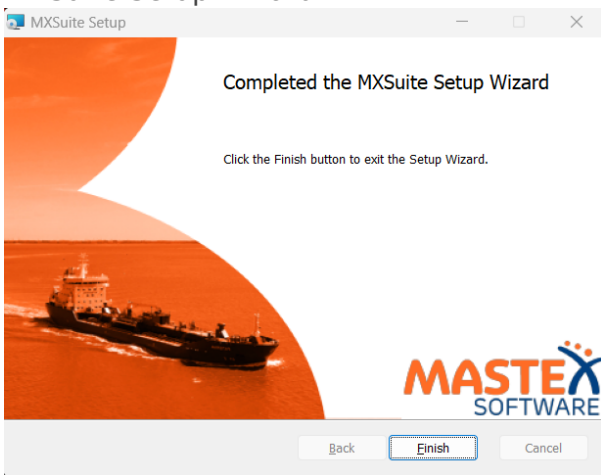 MXSuite Setup
Completed the MXSuite Setup Wizard
Click the Finish button to exit the Setup Wizard.
MASTEX
SOFTWARE
Back
Finish
Cancel